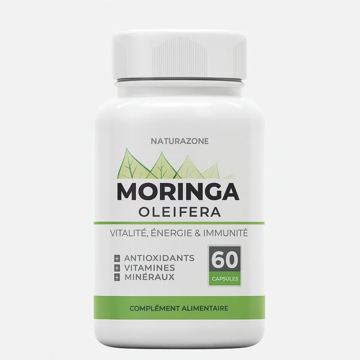 NATURAZONE
MORINGA
OLEIFERA
VITALITÉ, ÉNERGIE & IMMUNITÉ
ANTIOXIDANTS
VITAMINES
MINÉRAUX
60
CAPSULES
COMPLÉMENT ALIMENTAIRE